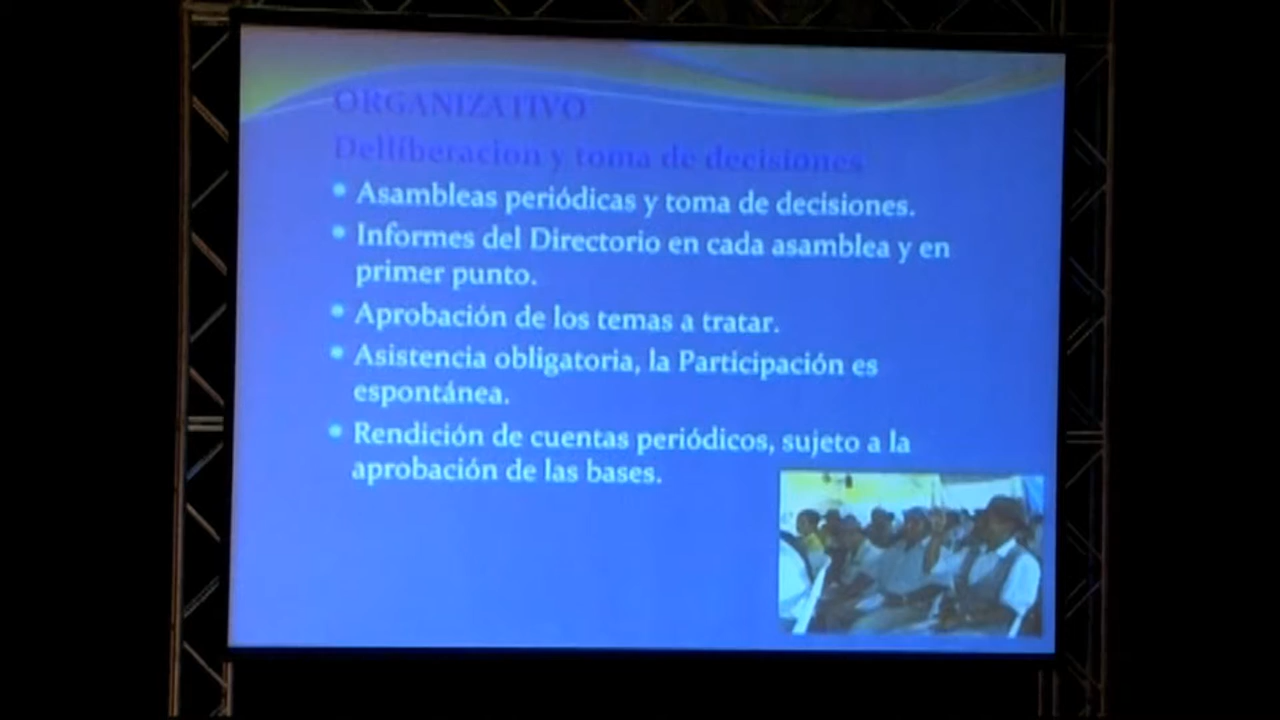 ORGANIZATIVO
Delliberacion y toma de decisiones
• Asambleas periódicas y toma de decisiones.
• Informes del Directorio en cada asamblea y en
primer punto.
• Aprobación de los temas a tratar.
• Asistencia obligatoria, la Participación es
espontánea.
• Rendición de cuentas periódicos, sujeto a la
aprobación de las bases.